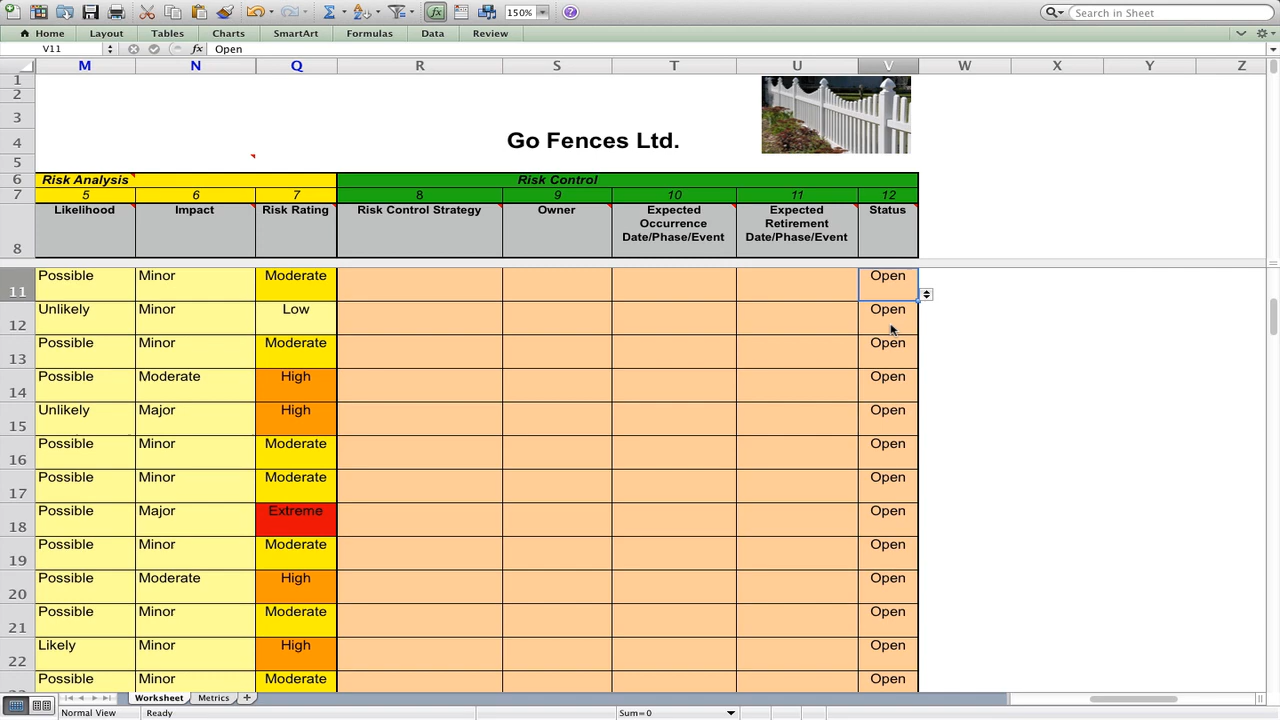 150%
Search in Sheet
Home Layout Tables Charts SmartArt Formulas Data Review
V11 fx Open
M N Q R S T U V W X Y Z
1
2
3
4 Go Fences Ltd.
5
6 Risk Analysis Risk Control
7 5 6 7 8 9 10 11 12
8 Likelihood Impact Risk Rating Risk Control Strategy Owner Expected Occurrence Date/Phase/Event Expected Retirement Date/Phase/Event Status
11 Possible Minor Moderate Open
12 Unlikely Minor Low Open
13 Possible Minor Moderate Open
14 Possible Moderate High Open
15 Unlikely Major High Open
16 Possible Minor Moderate Open
17 Possible Minor Moderate Open
18 Possible Major Extreme Open
19 Possible Minor Moderate Open
20 Possible Moderate High Open
21 Possible Minor Moderate Open
22 Likely Minor High Open
Possible Minor Moderate Open
Worksheet Metrics
Normal View Ready Sum=0